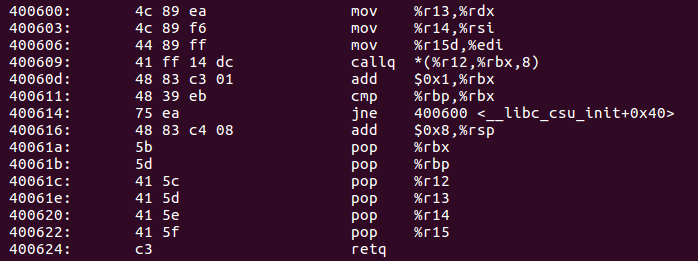 400600: 4c 89 ea mov %r13,%rdx
400603: 4c 89 f6 mov %r14,%rsi
400606: 44 89 ff mov %r15d,%edi
400609: 41 ff 14 dc callq *(%r12,%rbx,8)
40060d: 48 83 c3 01 add $0x1,%rbx
400611: 48 39 eb cmp %rbp,%rbx
400614: 75 ea jne 400600 <__libc_csu_init+0x40>
400616: 48 83 c4 08 add $0x8,%rsp
40061a: 5b pop %rbx
40061b: 5d pop %rbp
40061c: 41 5c pop %r12
40061e: 41 5d pop %r13
400620: 41 5e pop %r14
400622: 41 5f pop %r15
400624: c3 retq